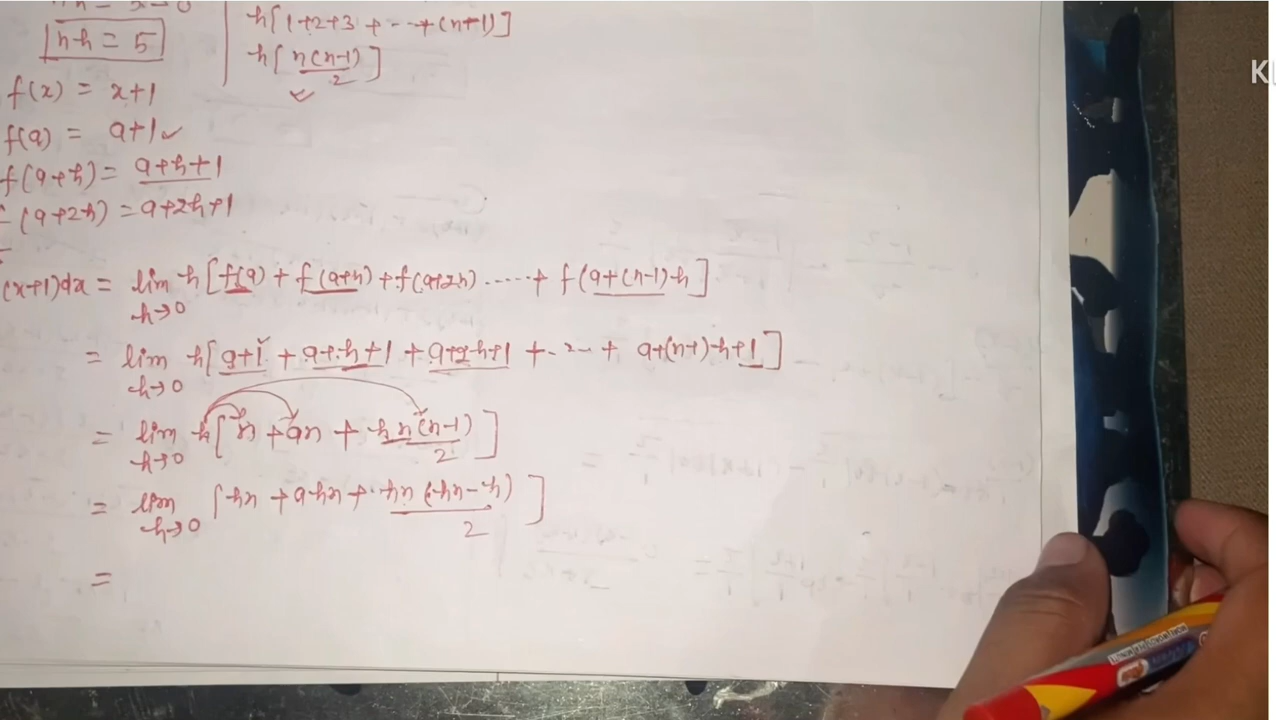 nh = 5
h[1+2+3 + ---+(n+1)]
h[n(n-1)/2]
f(x) = x+1
f(a) = a+1
f(a+h) = a+h+1
(a+2h) = a+2h+1
(x+1)dx = lim h→0 h[f(a) + f(a+h) + f(a+2h) ......+ f(a+(n-1)h]
= lim h→0 h[a+1 + a+h+1 + a+2h+1 + --- + a+(n-1)h+1]
= lim h→0 h[n + an + h n(n-1)/2]
= lim h→0 [hn + ahn + hn(hn-h)/2]
=